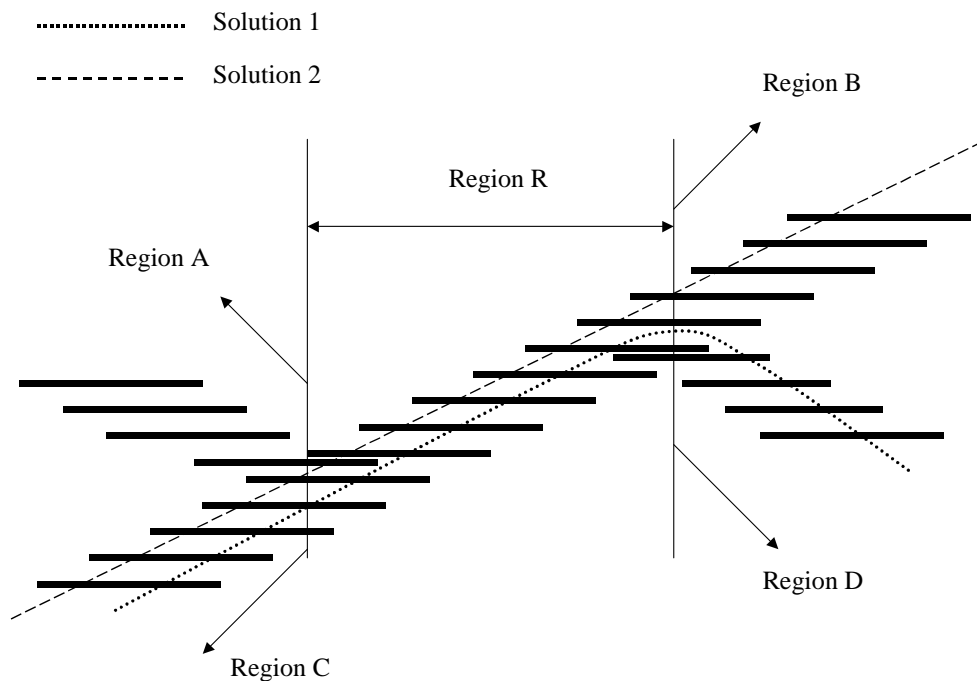 Solution 1
Solution 2
Region B
Region R
Region A
Region D
Region C